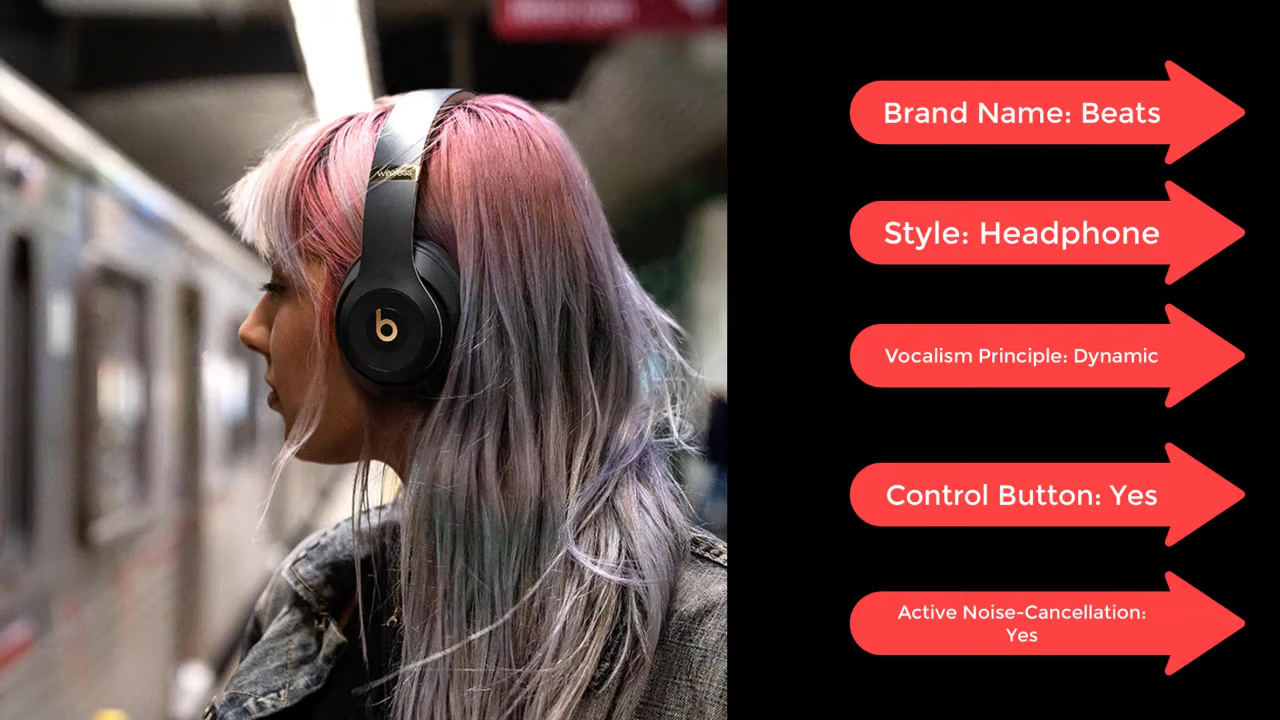 wireless
b
Brand Name: Beats
Style: Headphone
Vocalism Principle: Dynamic
Control Button: Yes
Active Noise-Cancellation:
Yes